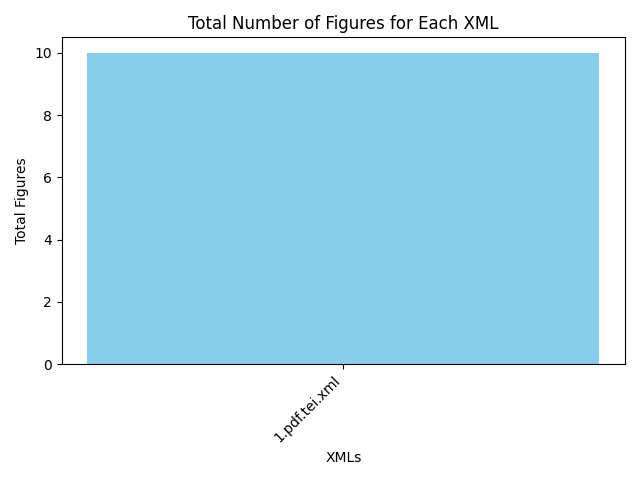 Total Number of Figures for Each XML
10
8
6
4
2
0
Total Figures
1.pdf.tei.xml
XMLs